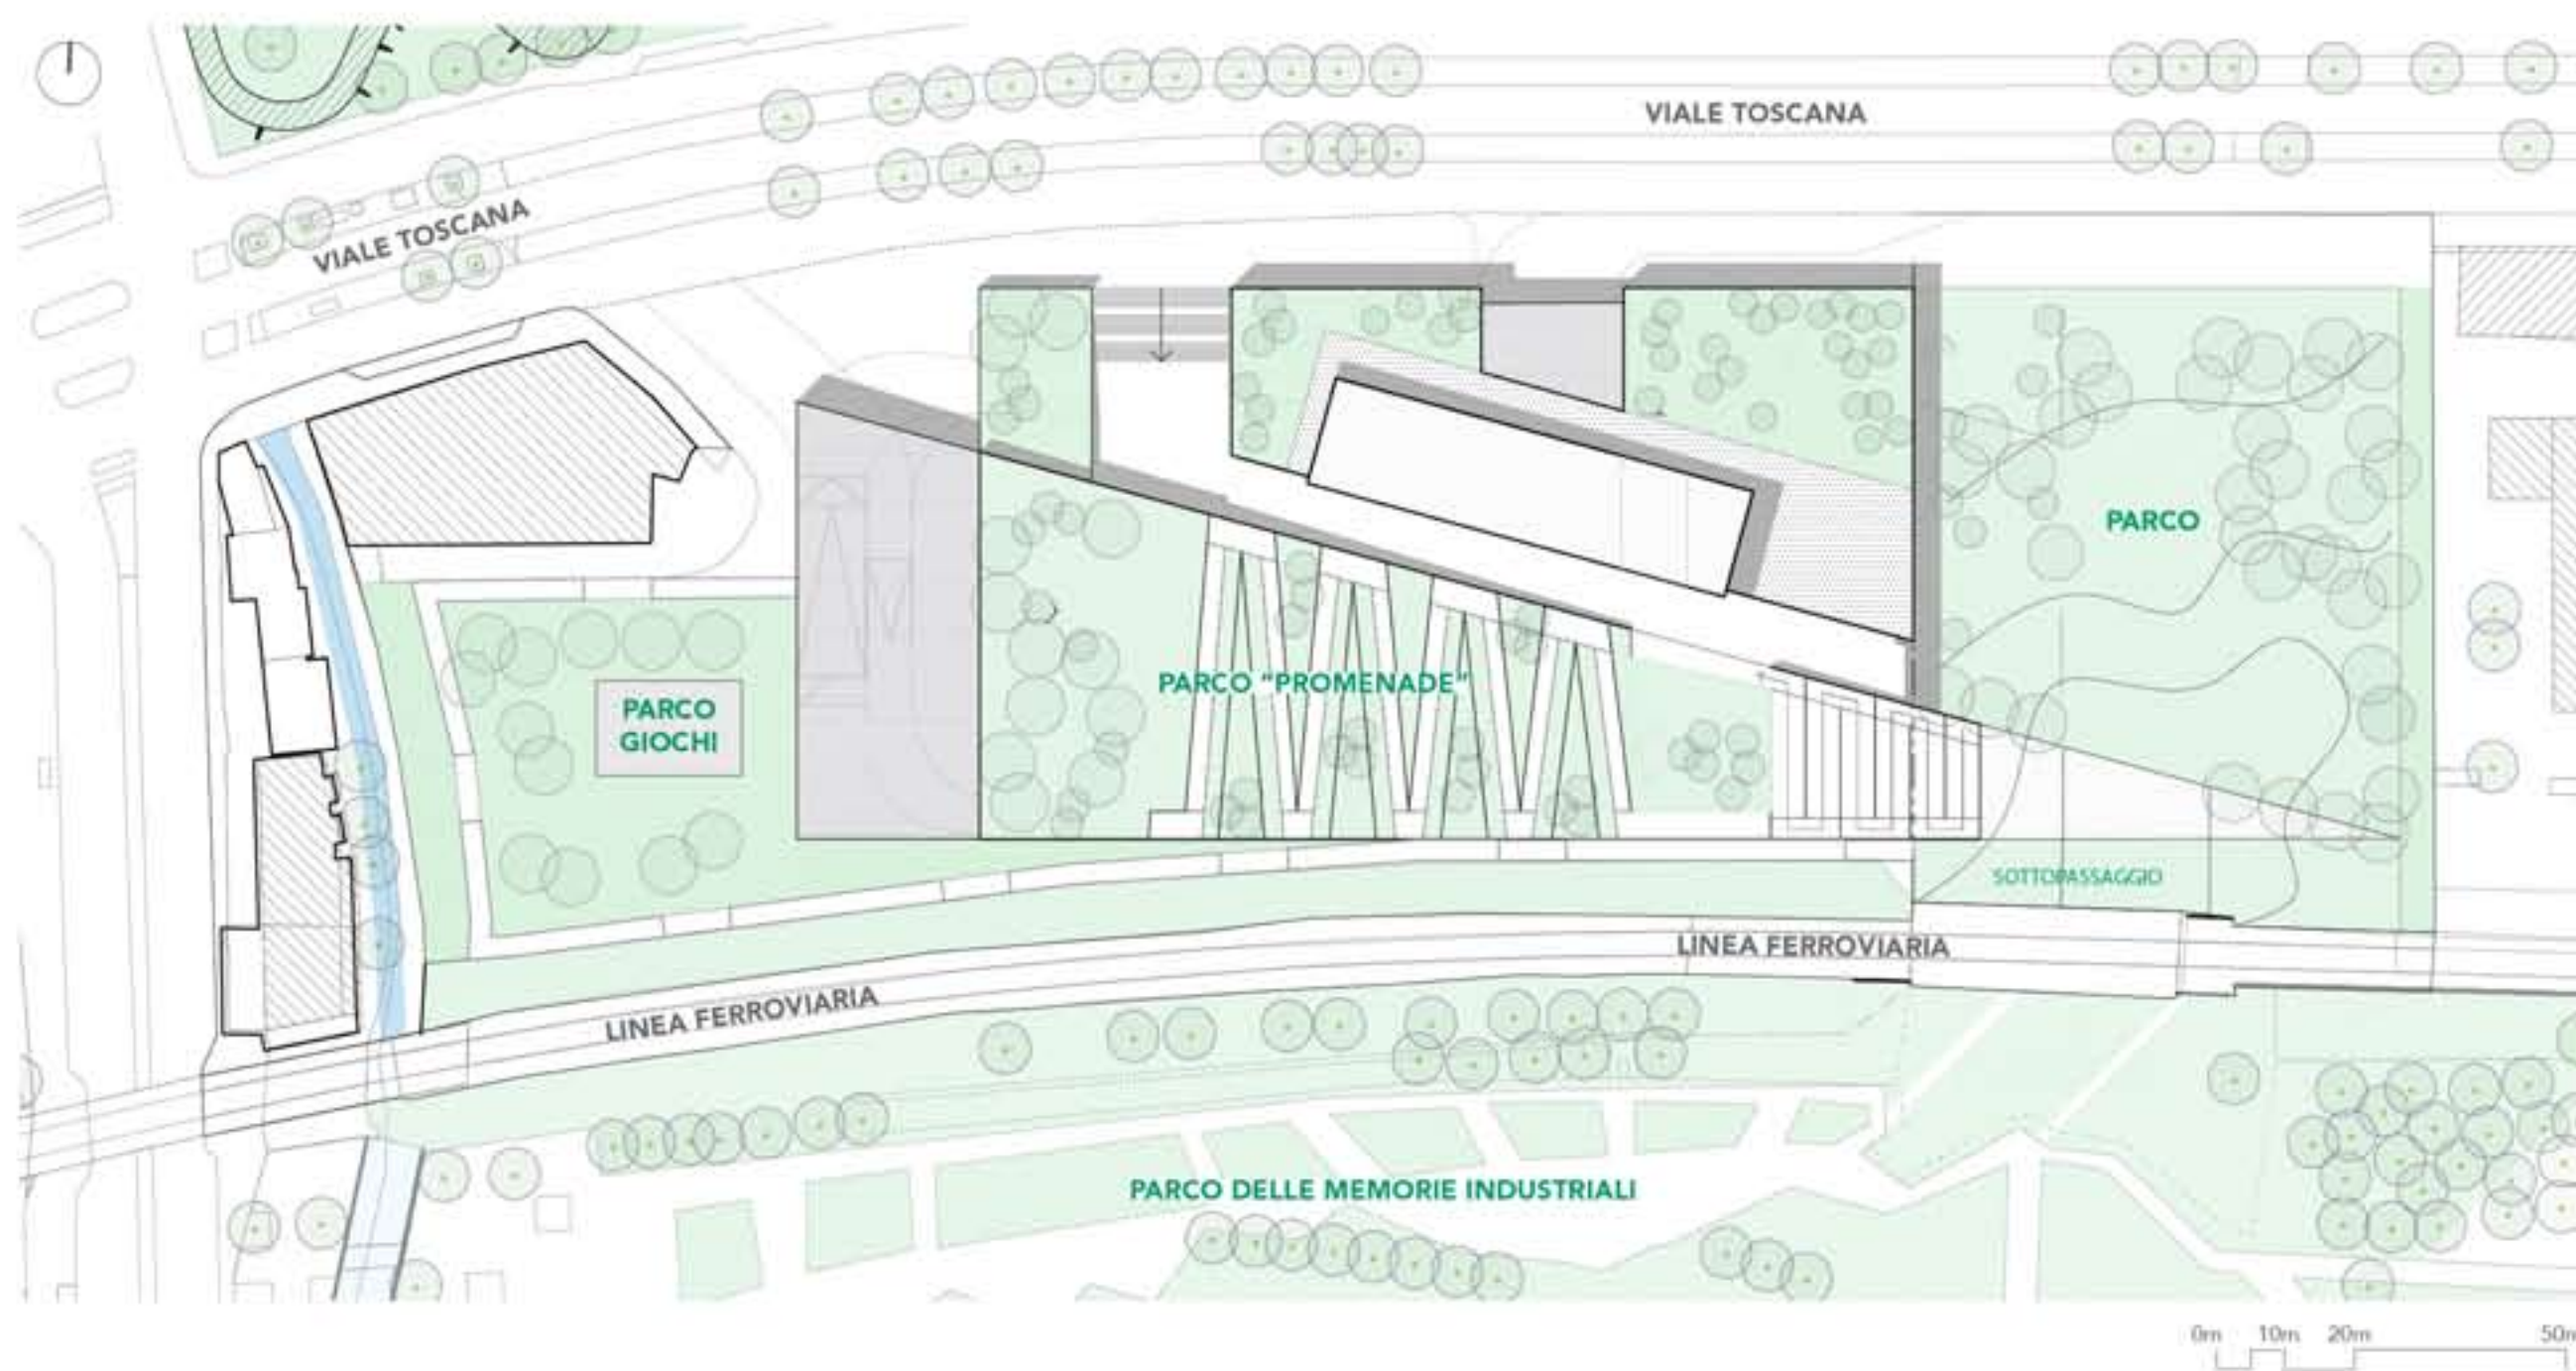 VIALE TOSCANA
VIALE TOSCANA
PARCO
PARCO "PROMENADE"
PARCO
GIOCHI
SOTTOPASSAGGIO
LINEA FERROVIARIA
LINEA FERROVIARIA
PARCO DELLE MEMORIE INDUSTRIALI
0m 10m 20m 50m